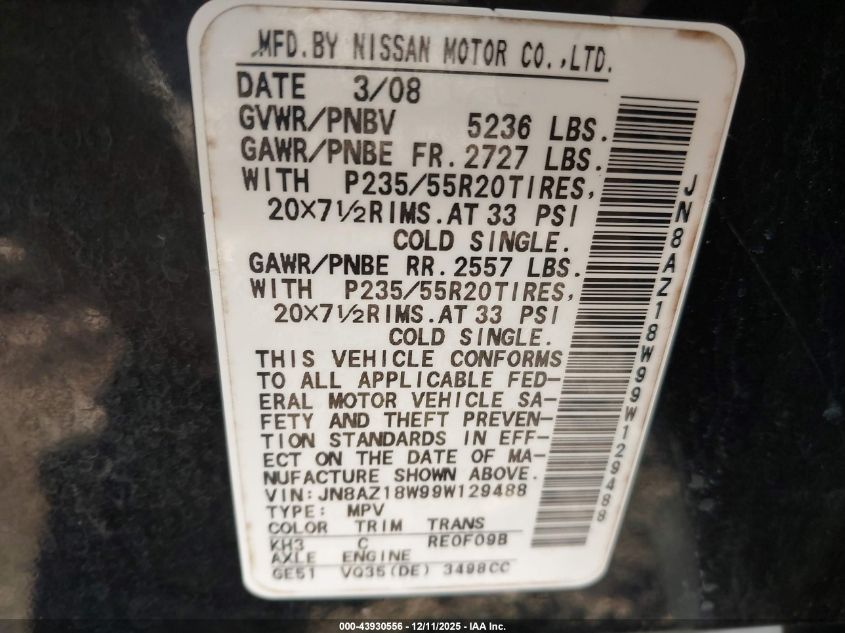 MFD.BY NISSAN MOTOR CO.,LTD.
DATE 3/08
GVWR/PNBV 5236 LBS.
GAWR/PNBE FR.2727 LBS.
WITH P235/55R20TIRES,
20X7½RIMS.AT 33 PSI
COLD SINGLE.
GAWR/PNBE RR.2557 LBS.
WITH P235/55R20TIRES,
20X7½RIMS.AT 33 PSI
COLD SINGLE.
THIS VEHICLE CONFORMS
TO ALL APPLICABLE FED-
ERAL MOTOR VEHICLE SA-
FETY AND THEFT PREVEN-
TION STANDARDS IN EFF-
ECT ON THE DATE OF MA-
NUFACTURE SHOWN ABOVE.
VIN:JN8AZ18W99W129488
TYPE: MPV
COLOR TRIM TRANS
KH3 C RE0F09B
AXLE ENGINE
GE51 VQ35(DE) 3498CC
JN8AZ18W99W129488
000-43930556 - 12/11/2025 - IAA Inc.